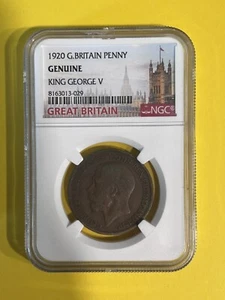 1920 G.BRITAIN PENNY
GENUINE
KING GEORGE V
8163013-029
GREAT BRITAIN
NGC